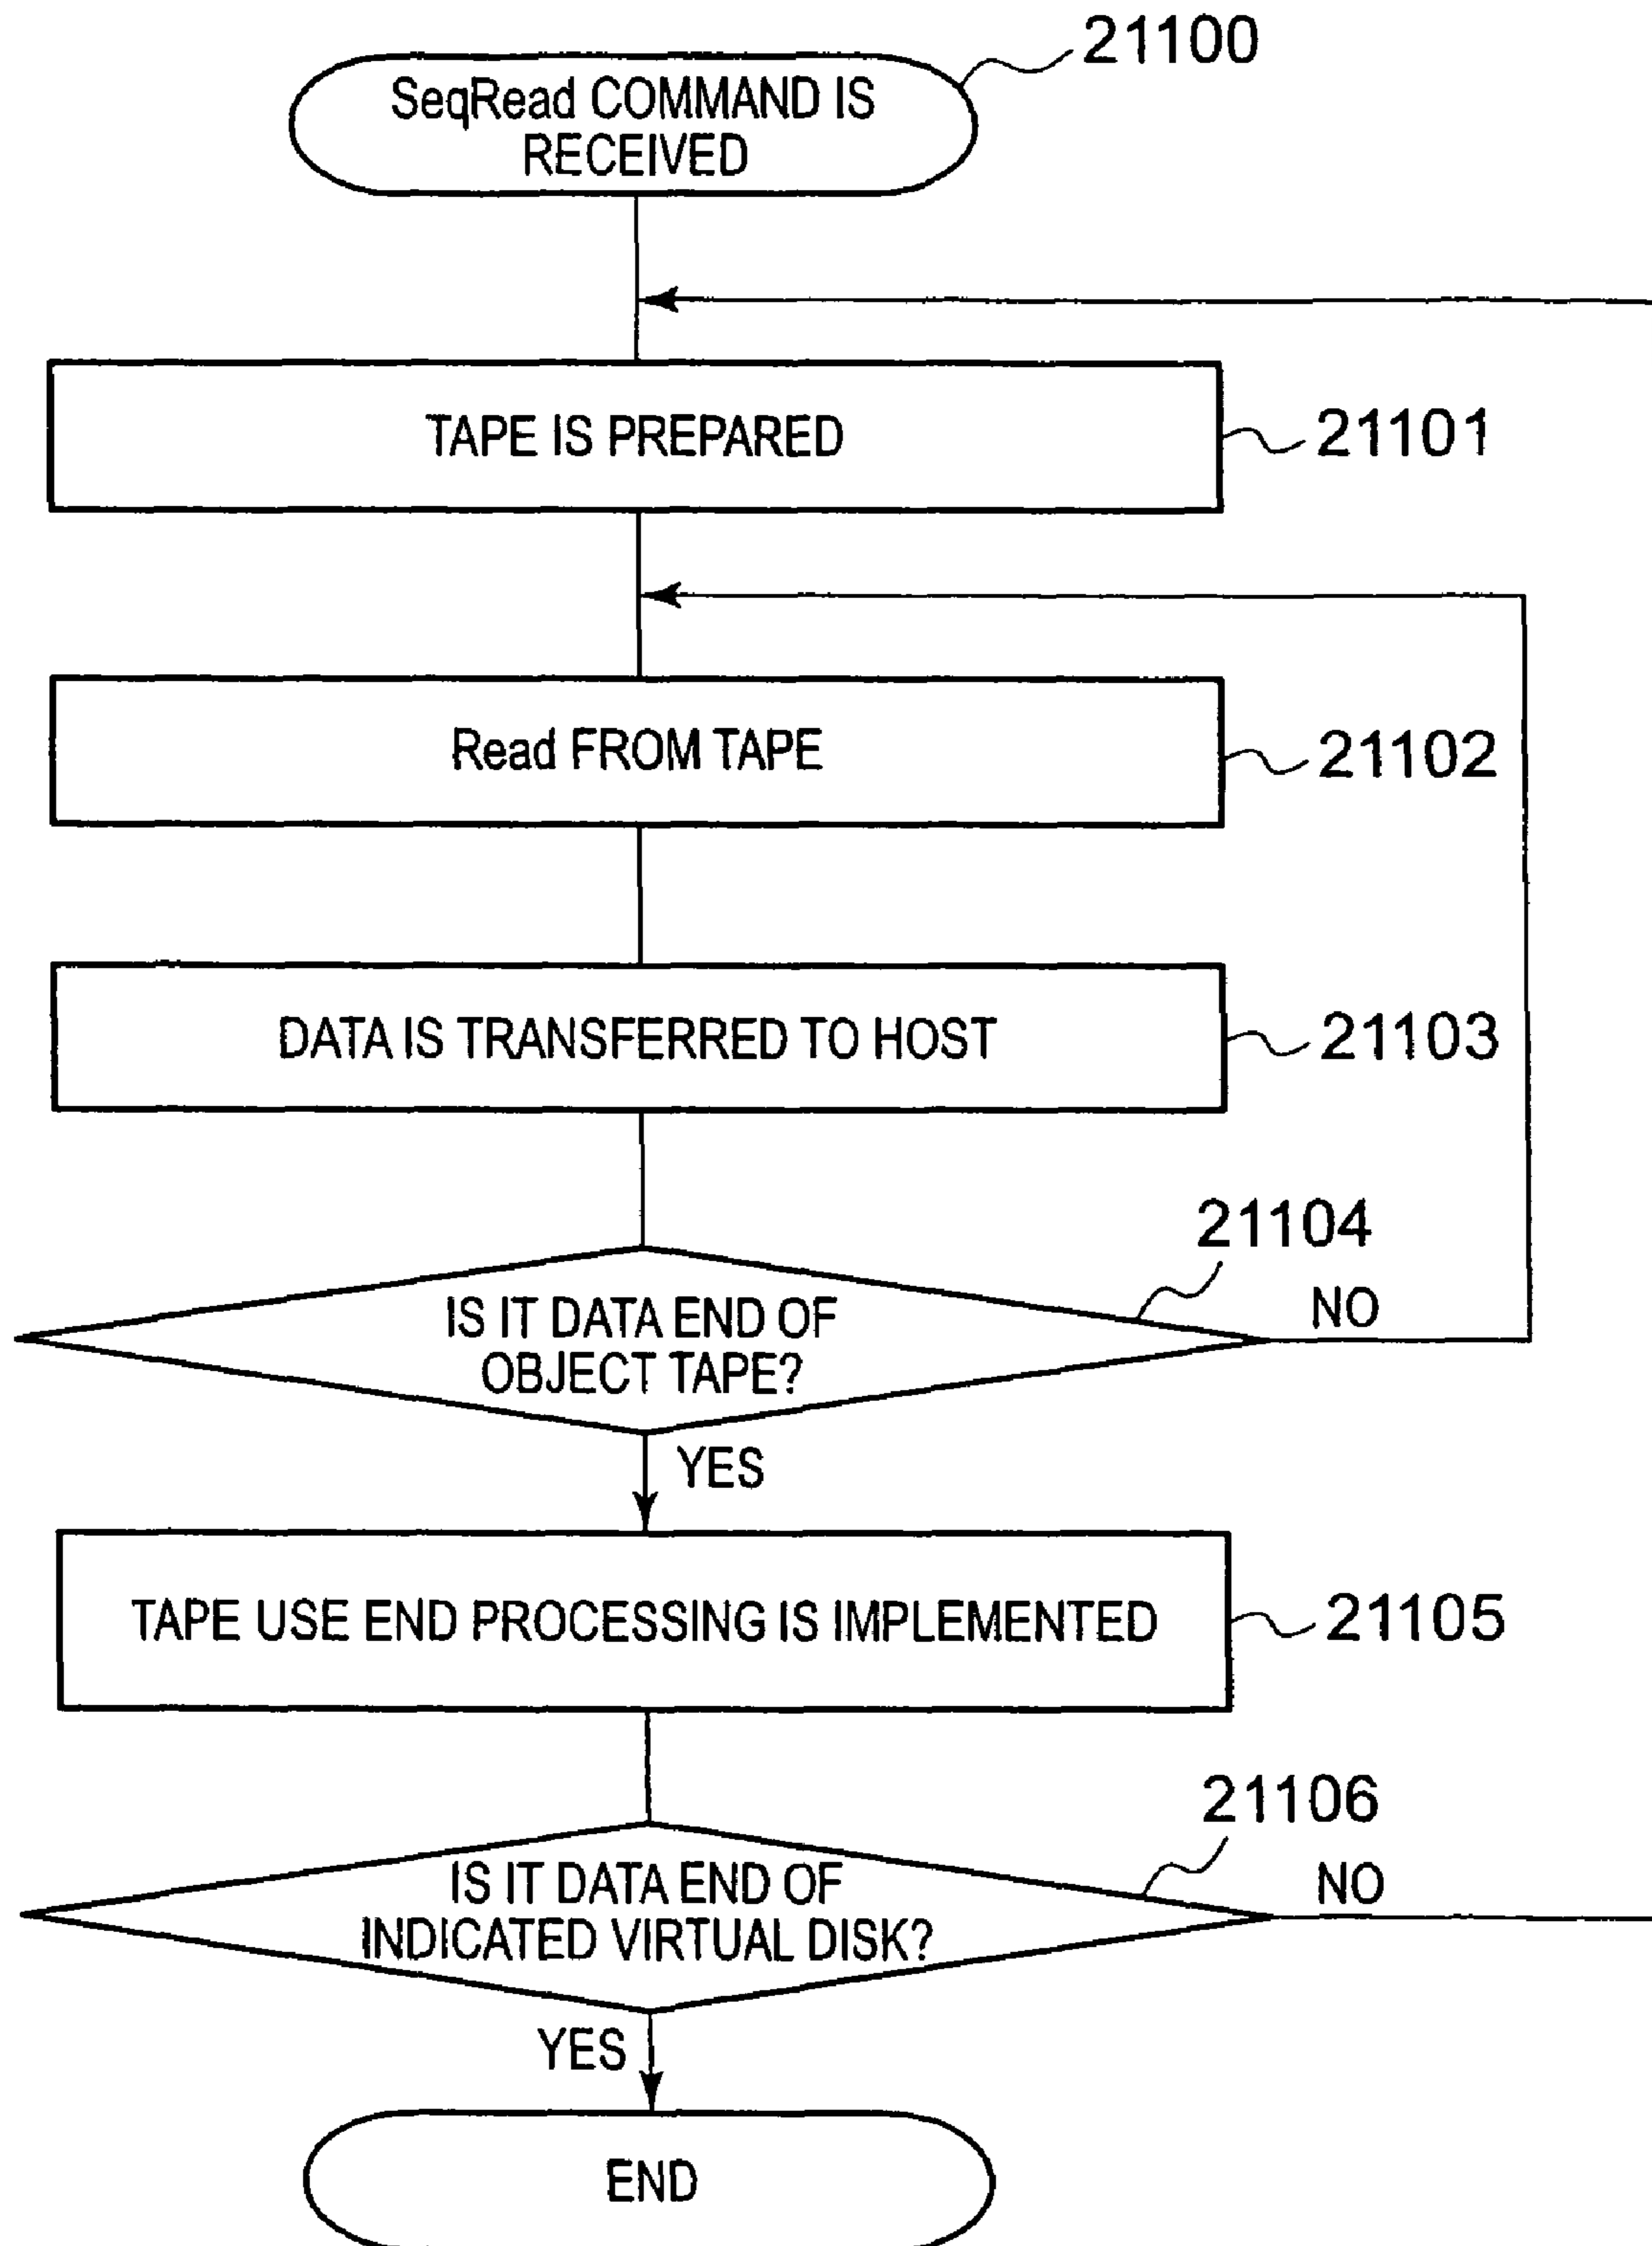 21100
SeqRead COMMAND IS
RECEIVED
TAPE IS PREPARED
21101
Read FROM TAPE
21102
DATA IS TRANSFERRED TO HOST
21103
21104
IS IT DATA END OF
OBJECT TAPE?
NO
YES
TAPE USE END PROCESSING IS IMPLEMENTED
21105
21106
IS IT DATA END OF
INDICATED VIRTUAL DISK?
NO
YES
END